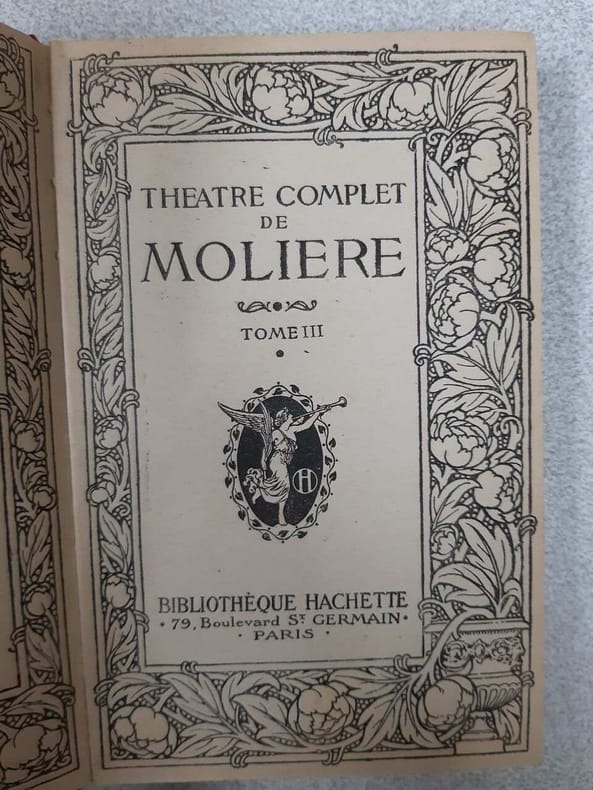 THEATRE COMPLET
DE
MOLIERE
TOME III
H
BIBLIOTHÈQUE HACHETTE
• 79, Boulevard ST GERMAIN •
• PARIS •